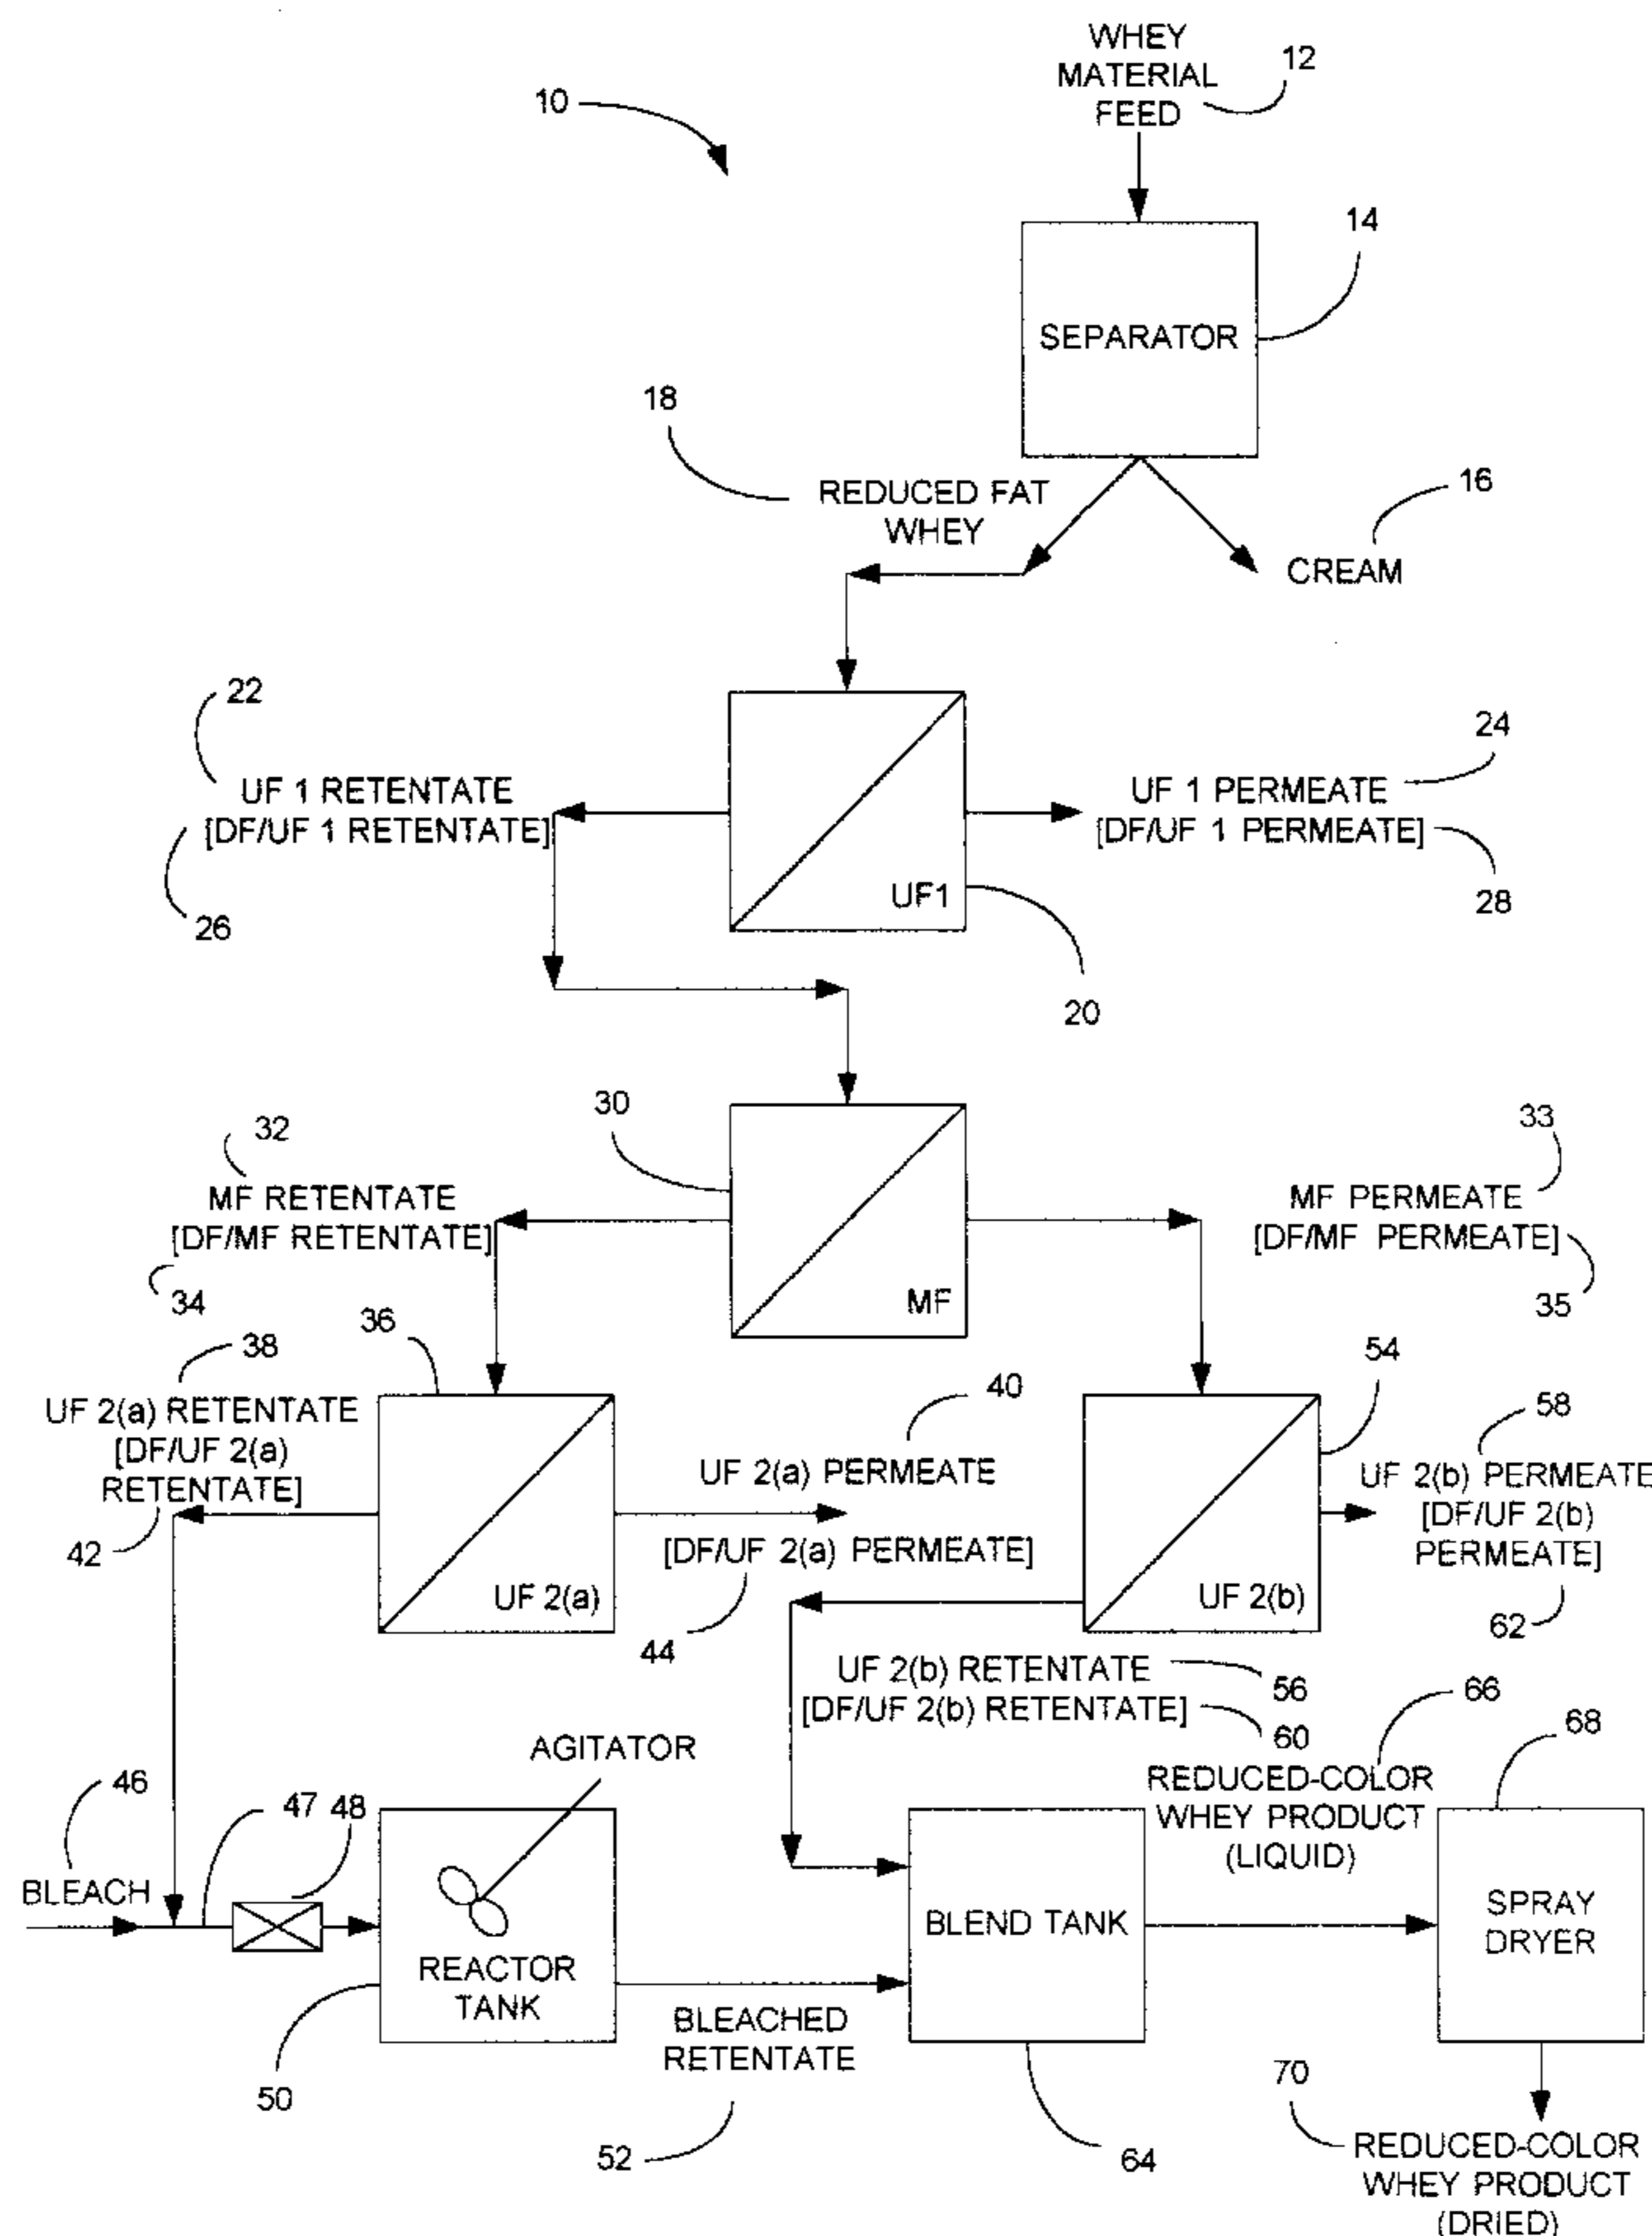 WHEY
MATERIAL
FEED
12
10
14
SEPARATOR
18
REDUCED FAT
WHEY
16
CREAM
22
UF 1 RETENTATE
[DF/UF 1 RETENTATE]
26
24
UF 1 PERMEATE
[DF/UF 1 PERMEATE]
28
UF1
20
30
32
MF RETENTATE
[DF/MF RETENTATE]
34
33
MF PERMEATE
[DF/MF PERMEATE]
35
MF
36
38
UF 2(a) RETENTATE
[DF/UF 2(a)
RETENTATE]
42
40
UF 2(a) PERMEATE
[DF/UF 2(a) PERMEATE]
44
UF 2(a)
54
58
UF 2(b) PERMEATE
[DF/UF 2(b)
PERMEATE]
62
UF 2(b)
UF 2(b) RETENTATE
56
[DF/UF 2(b) RETENTATE]
60
66
REDUCED-COLOR
WHEY PRODUCT
(LIQUID)
68
AGITATOR
46
47
48
BLEACH
REACTOR
TANK
50
BLEND TANK
SPRAY
DRYER
BLEACHED
RETENTATE
52
64
70
REDUCED-COLOR
WHEY PRODUCT
(DRIED)